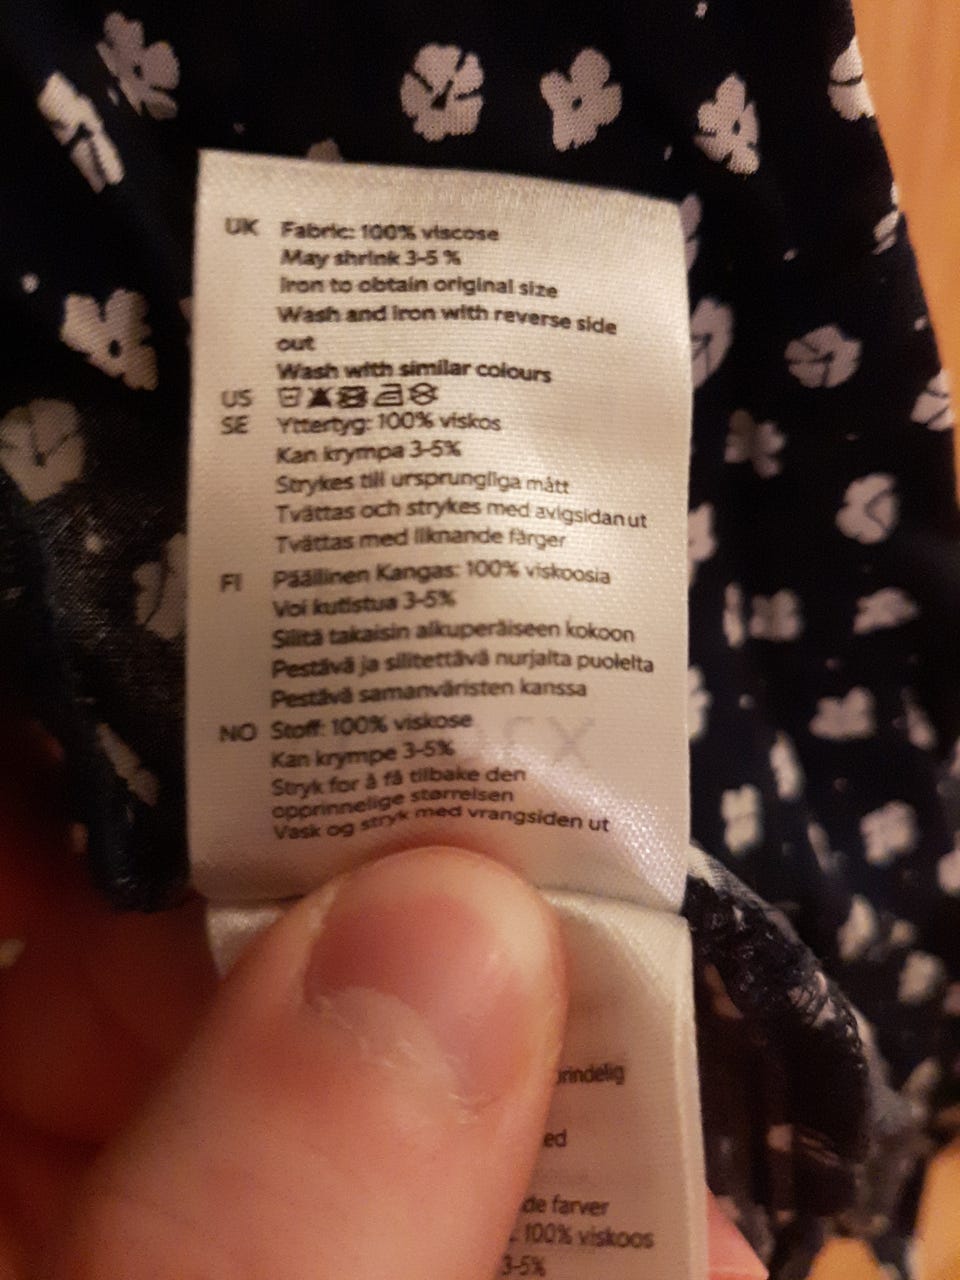 UK Fabric: 100% viscose
May shrink 3-5 %
Iron to obtain original size
Wash and iron with reverse side
out
Wash with similar colours
US
SE Yttertyg: 100% viskos
Kan krympa 3-5%
Strykes till ursprungliga mått
Tvättas och strykes med avigsidan ut
Tvättas med liknande färger
FI Päällinen Kangas: 100% viskoosia
Voi kutistua 3-5%
Silitä takaisin alkuperäiseen kokoon
Pestävä ja silitettävä nurjalta puolelta
Pestävä samanväristen kanssa
NO Stoff: 100% viskose
Kan krympe 3-5%
Stryk for å få tilbake den
opprinnelige størrelsen
Vask og stryk med vrangsiden ut
rindelig
ed
de farver
100% viskoos
3-5%